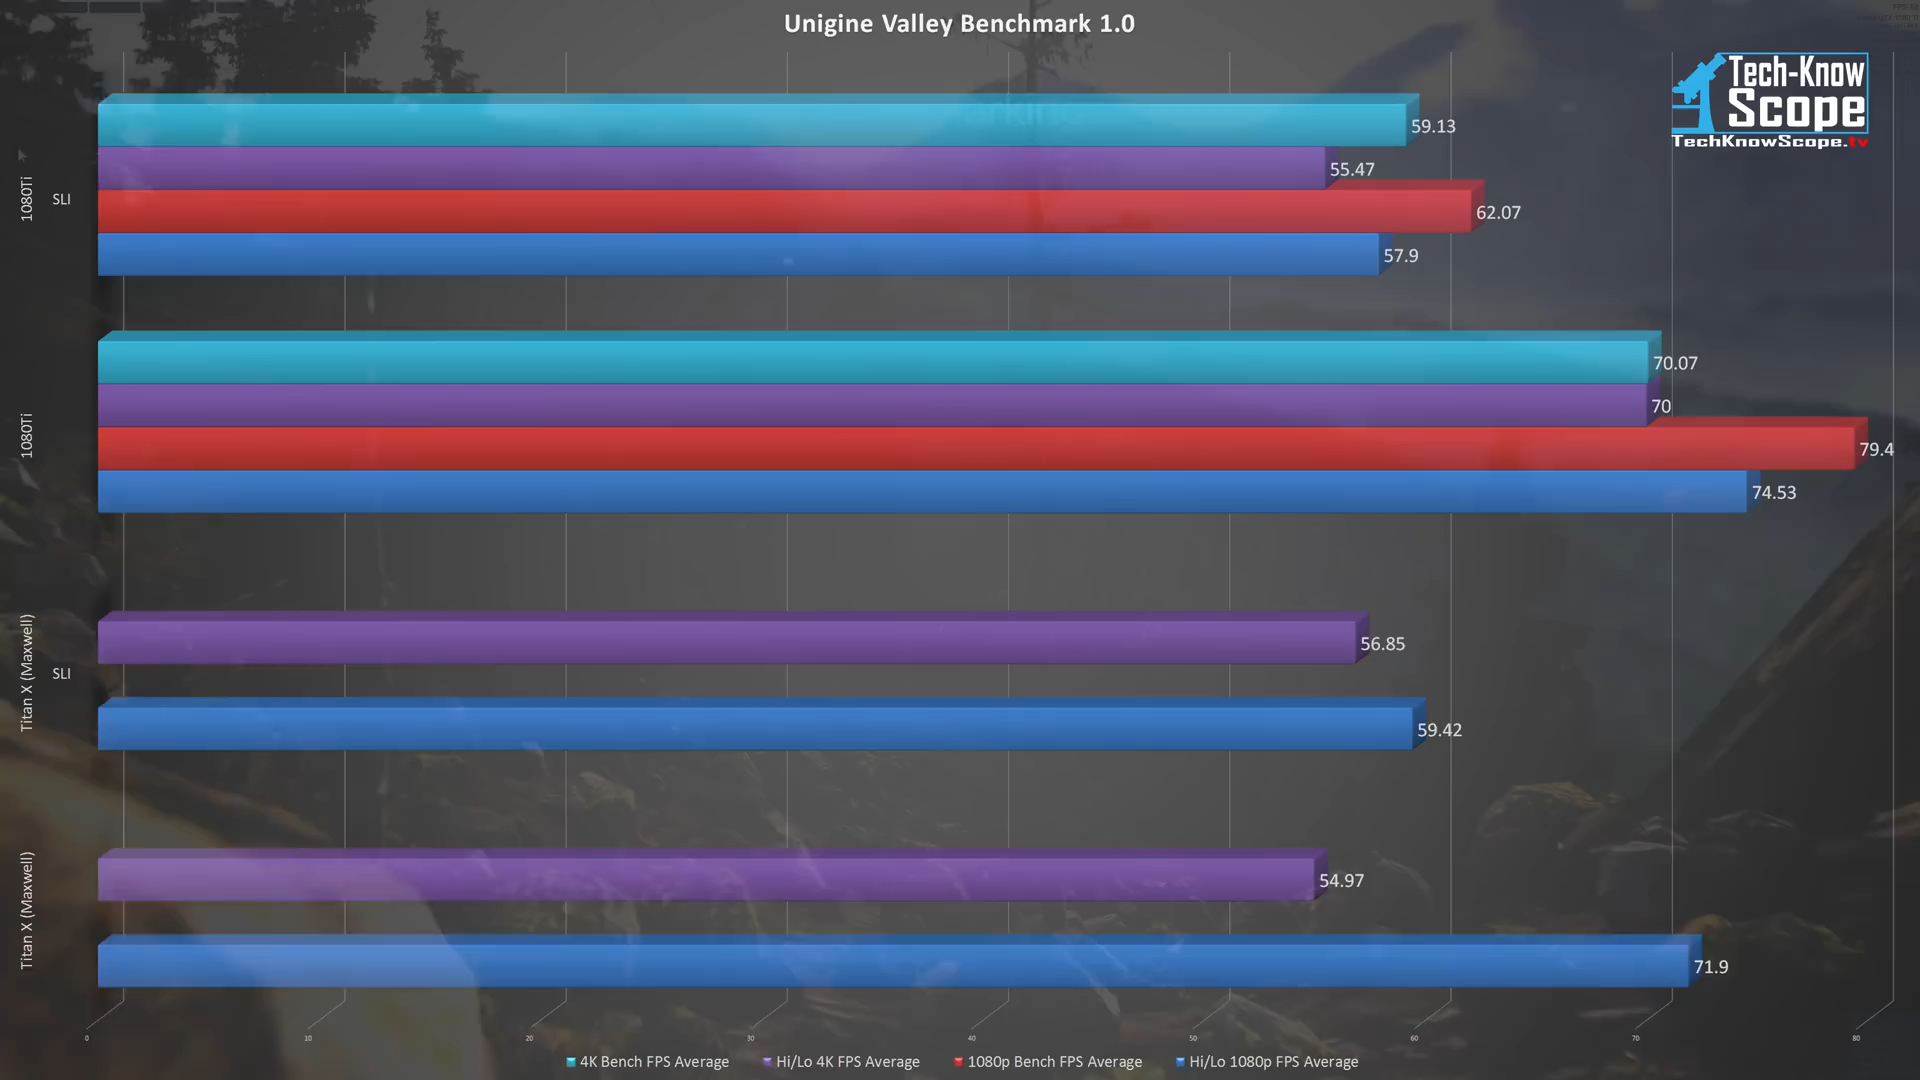 Unigine Valley Benchmark 1.0
Tech-Know
Scope
TechKnowScope.tv
1080Ti
SLI
59.13
55.47
62.07
57.9
1080Ti
70.07
70
79.4
74.53
Titan X (Maxwell)
SLI
56.85
59.42
Titan X (Maxwell)
54.97
71.9
0 10 20 30 40 50 60 70 80
4K Bench FPS Average Hi/Lo 4K FPS Average 1080p Bench FPS Average Hi/Lo 1080p FPS Average